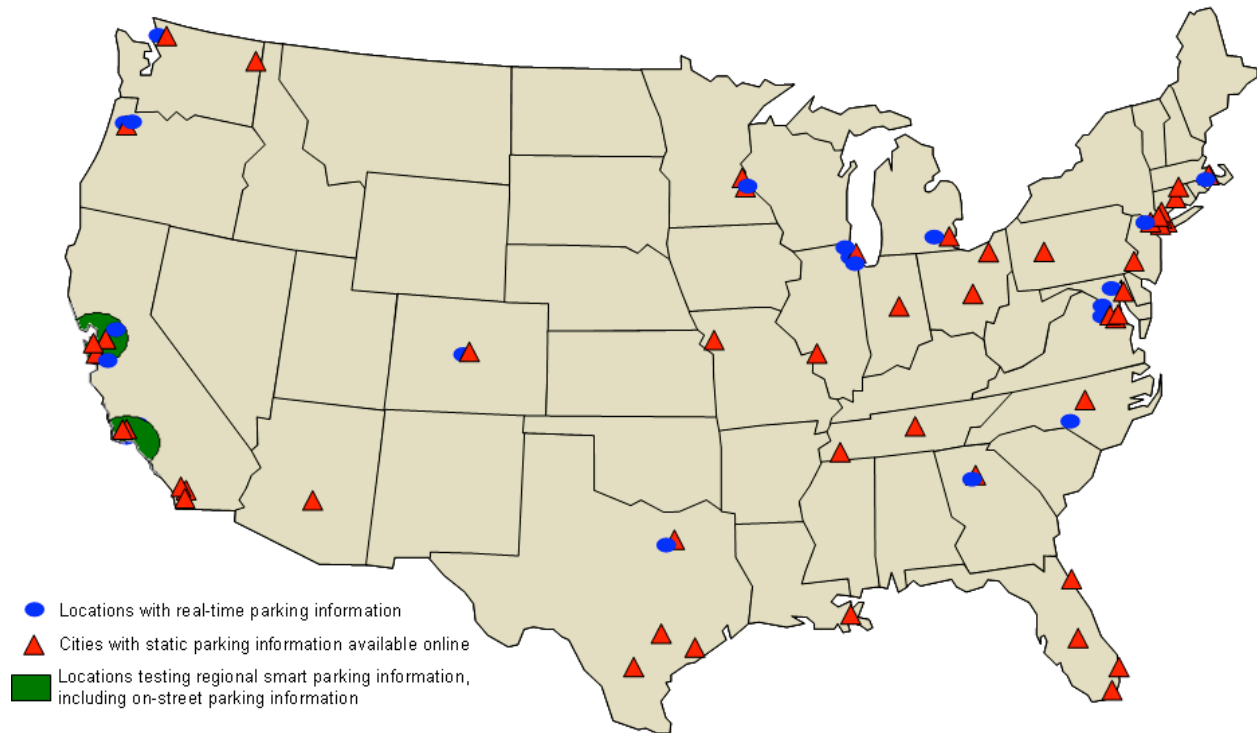 Locations with real-time parking information
Cities with static parking information available online
Locations testing regional smart parking information,
including on-street parking information